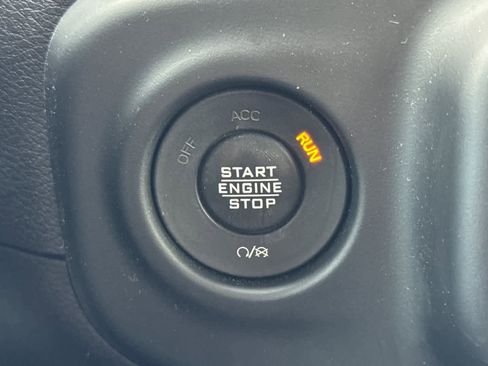 OFF
ACC
RUN
START
ENGINE
STOP